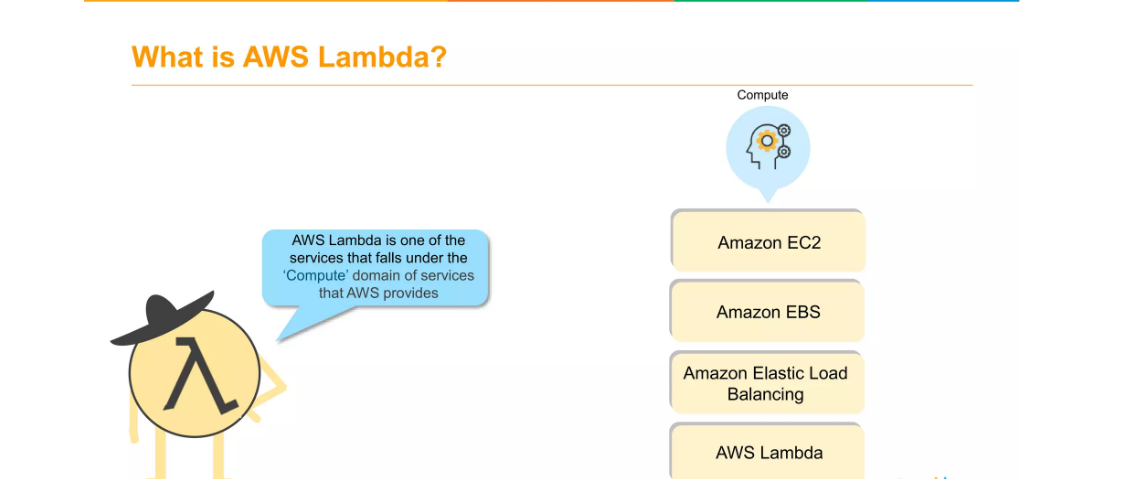 What is AWS Lambda?
Compute
AWS Lambda is one of the
services that falls under the
‘Compute’ domain of services
that AWS provides
Amazon EC2
Amazon EBS
Amazon Elastic Load
Balancing
AWS Lambda